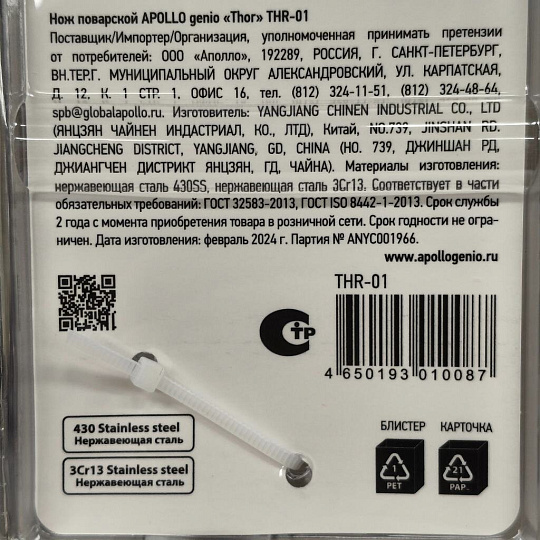 Нож поварской APOLLO genio «Thor» THR-01
Поставщик/Импортер/Организация, уполномоченная принимать претензии
от потребителей: ООО «Аполло», 192289, РОССИЯ, Г. САНКТ-ПЕТЕРБУРГ,
ВН.ТЕР.Г. МУНИЦИПАЛЬНЫЙ ОКРУГ АЛЕКСАНДРОВСКИЙ, УЛ. КАРПАТСКАЯ,
Д. 12, К. 1 СТР. 1, ОФИС 16, тел. (812) 324-11-51, (812) 324-48-64,
spb@globalapollo.ru. Изготовитель: YANGJIANG CHINEN INDUSTRIAL CO., LTD
(ЯНЦЗЯН ЧАЙНЕН ИНДАСТРИАЛ, КО., ЛТД), Китай, NO.739, JINSHAN RD.
JIANGCHENG DISTRICT, YANGJIANG, GD, CHINA (НО. 739, ДЖИНШАН РД,
ДЖИАНГЧЕН ДИСТРИКТ ЯНЦЗЯН, ГД, ЧАЙНА). Материалы изготовления:
нержавеющая сталь 430SS, нержавеющая сталь 3Cr13. Соответствует в части
обязательных требований: ГОСТ 32583-2013, ГОСТ ISO 8442-1-2013. Срок службы
2 года с момента приобретения товара в розничной сети. Срок годности не огра-
ничен. Дата изготовления: февраль 2024 г. Партия № ANYC001966.
www.apollogenio.ru
THR-01
СТР
4 650193 010087
430 Stainless steel
Нержавеющая сталь
3Cr13 Stainless steel
Нержавеющая сталь
БЛИСТЕР
КАРТОЧКА
1
PET
21
PAP